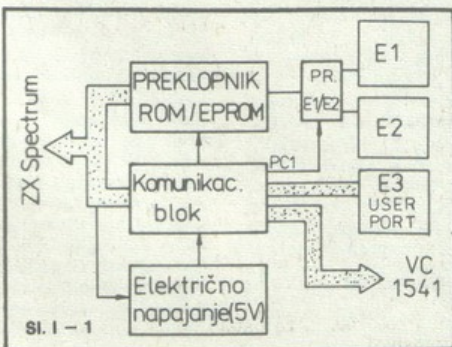 PREKLOPNIK
ROM/EPROM
PR.
E1/E2
E1
E2
ZX Spectrum
Komunikac.
blok
PC1
E3
USER
PORT
Električno
napajanje(5V)
VC
1541
Sl. I – 1